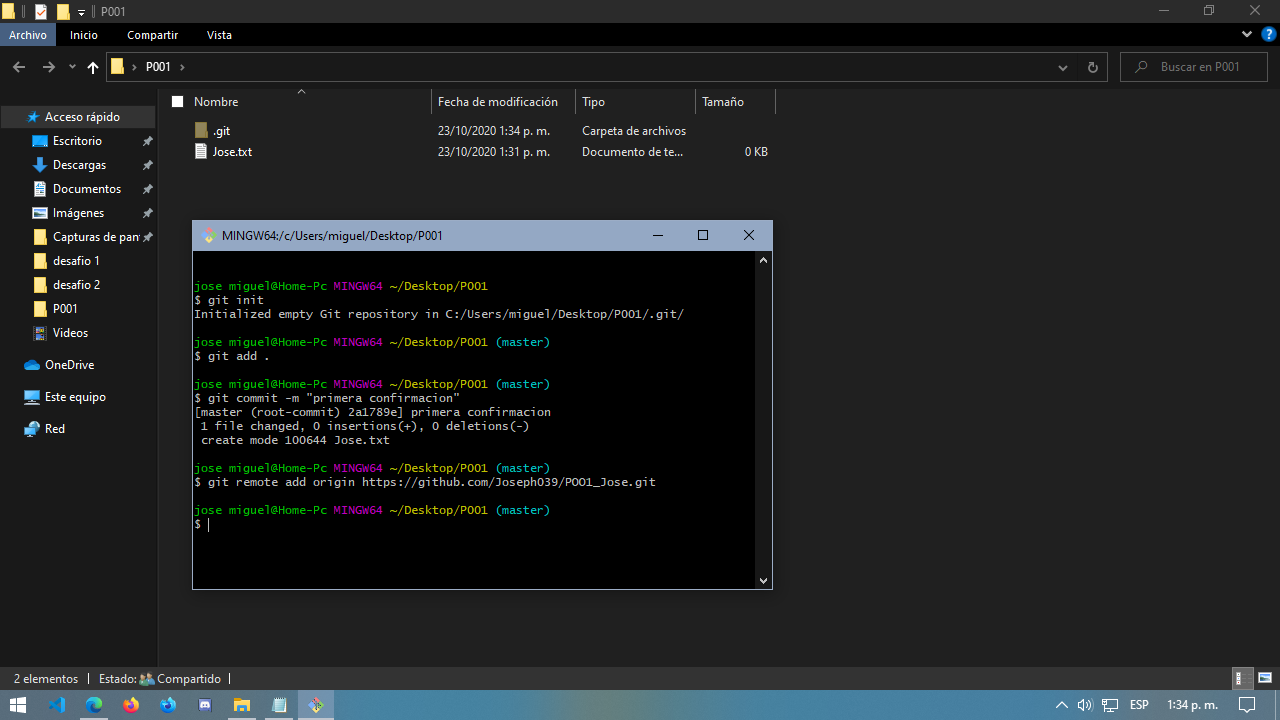 P001
Archivo Inicio Compartir Vista
P001
Buscar en P001
Nombre Fecha de modificación Tipo Tamaño
.git 23/10/2020 1:34 p. m. Carpeta de archivos
Jose.txt 23/10/2020 1:31 p. m. Documento de te... 0 KB
Acceso rápido
Escritorio
Descargas
Documentos
Imágenes
Capturas de pan
desafio 1
desafio 2
P001
Videos
OneDrive
Este equipo
Red
MINGW64:/c/Users/miguel/Desktop/P001
jose miguel@Home-Pc MINGW64 ~/Desktop/P001
$ git init
Initialized empty Git repository in C:/Users/miguel/Desktop/P001/.git/
jose miguel@Home-Pc MINGW64 ~/Desktop/P001 (master)
$ git add .
jose miguel@Home-Pc MINGW64 ~/Desktop/P001 (master)
$ git commit -m "primera confirmacion"
[master (root-commit) 2a1789e] primera confirmacion
1 file changed, 0 insertions(+), 0 deletions(-)
create mode 100644 Jose.txt
jose miguel@Home-Pc MINGW64 ~/Desktop/P001 (master)
$ git remote add origin https://github.com/Joseph039/P001_Jose.git
jose miguel@Home-Pc MINGW64 ~/Desktop/P001 (master)
$
2 elementos Estado: Compartido
ESP 1:34 p. m.